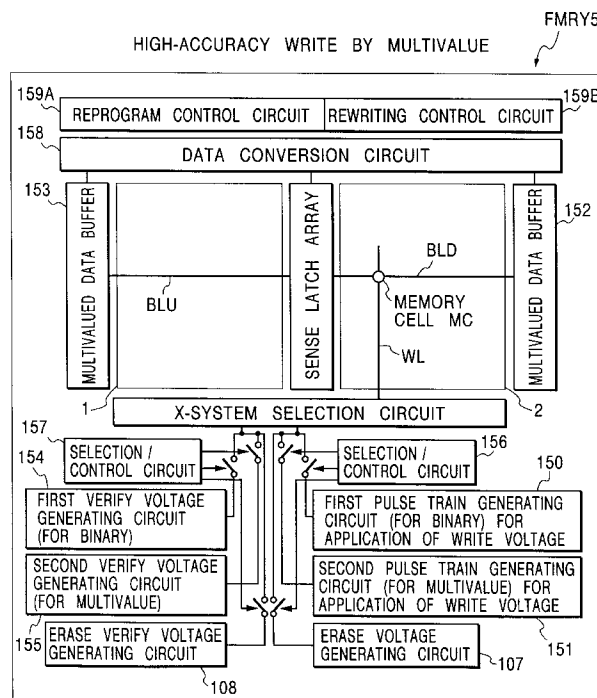 FMRY5
HIGH-ACCURACY WRITE BY MULTIVALUE
159A
159B
REPROGRAM CONTROL CIRCUIT
REWRITING CONTROL CIRCUIT
158
DATA CONVERSION CIRCUIT
153
152
MULTIVALUED DATA BUFFER
SENSE LATCH ARRAY
MULTIVALUED DATA BUFFER
BLU
BLD
MEMORY
CELL MC
WL
1
2
X-SYSTEM SELECTION CIRCUIT
157
156
SELECTION /
CONTROL CIRCUIT
SELECTION /
CONTROL CIRCUIT
154
150
FIRST VERIFY VOLTAGE
GENERATING CIRCUIT
(FOR BINARY)
FIRST PULSE TRAIN GENERATING
CIRCUIT (FOR BINARY) FOR
APPLICATION OF WRITE VOLTAGE
SECOND VERIFY VOLTAGE
GENERATING CIRCUIT
(FOR MULTIVALUE)
SECOND PULSE TRAIN GENERATING
CIRCUIT (FOR MULTIVALUE) FOR
APPLICATION OF WRITE VOLTAGE
155
151
ERASE VERIFY VOLTAGE
GENERATING CIRCUIT
ERASE VOLTAGE
GENERATING CIRCUIT
108
107